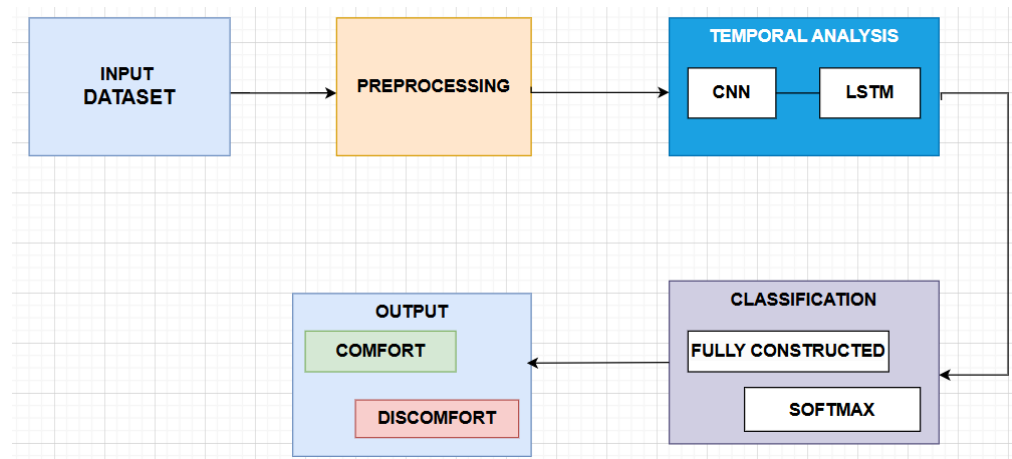 INPUT
DATASET
PREPROCESSING
TEMPORAL ANALYSIS
CNN
LSTM
CLASSIFICATION
FULLY CONSTRUCTED
SOFTMAX
OUTPUT
COMFORT
DISCOMFORT